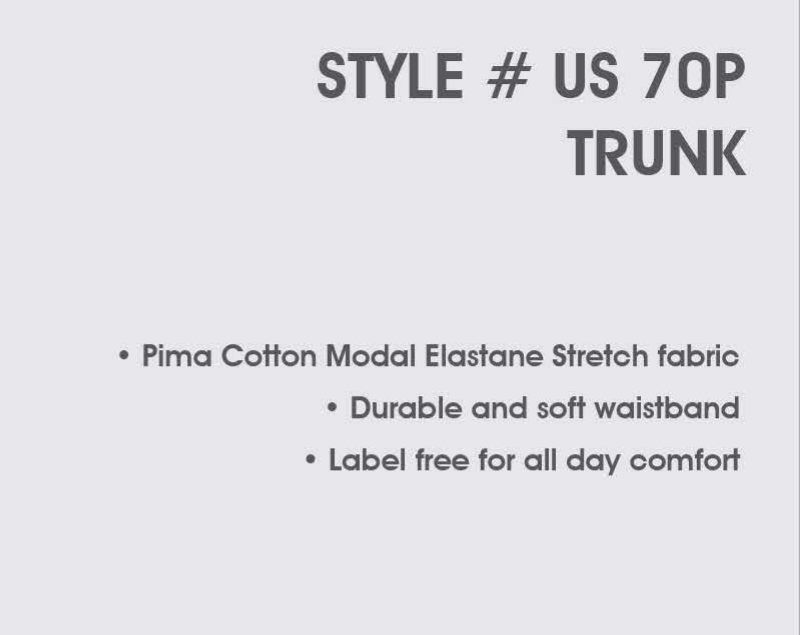 STYLE # US 70P
TRUNK
• Pima Cotton Modal Elastane Stretch fabric
• Durable and soft waistband
• Label free for all day comfort